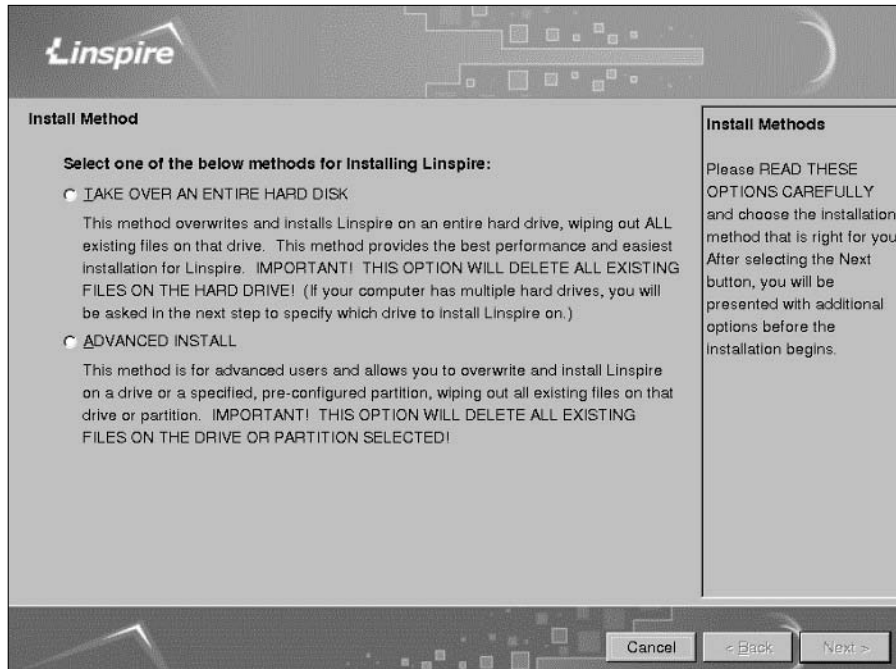 Linspire
Install Method
Select one of the below methods for Installing Linspire:
TAKE OVER AN ENTIRE HARD DISK
This method overwrites and installs Linspire on an entire hard drive, wiping out ALL
existing files on that drive. This method provides the best performance and easiest
installation for Linspire. IMPORTANT! THIS OPTION WILL DELETE ALL EXISTING
FILES ON THE HARD DRIVE! (If your computer has multiple hard drives, you will
be asked in the next step to specify which drive to install Linspire on.)
ADVANCED INSTALL
This method is for advanced users and allows you to overwrite and install Linspire
on a drive or a specified, pre-configured partition, wiping out all existing files on that
drive or partition. IMPORTANT! THIS OPTION WILL DELETE ALL EXISTING
FILES ON THE DRIVE OR PARTITION SELECTED!
Install Methods
Please READ THESE
OPTIONS CAREFULLY
and choose the installation
method that is right for you
After selecting the Next
button, you will be
presented with additional
options before the
installation begins.
Cancel
< Back
Next >